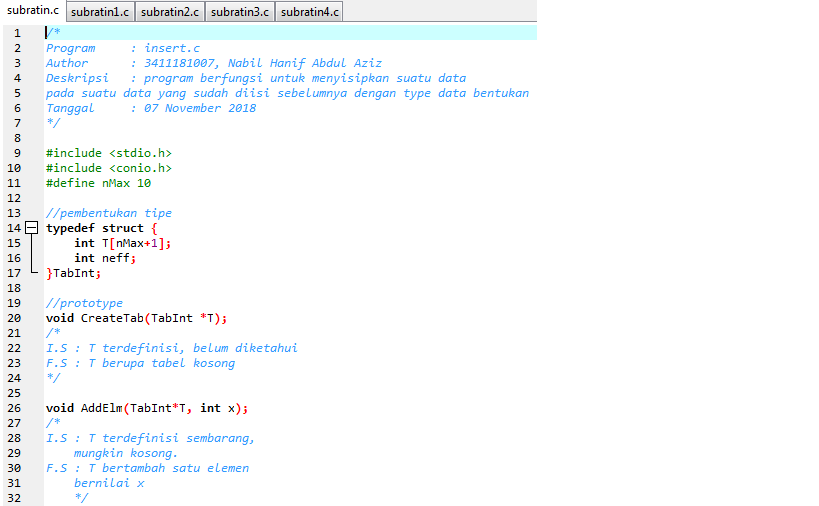 subratin.c subratin1.c subratin2.c subratin3.c subratin4.c
1 /*
2 Program : insert.c
3 Author : 3411181007, Nabil Hanif Abdul Aziz
4 Deskripsi : program berfungsi untuk menyisipkan suatu data
5 pada suatu data yang sudah diisi sebelumnya dengan type data bentukan
6 Tanggal : 07 November 2018
7 */
8
9 #include <stdio.h>
10 #include <conio.h>
11 #define nMax 10
12
13 //pembentukan tipe
14 typedef struct {
15 int T[nMax+1];
16 int neff;
17 }TabInt;
18
19 //prototype
20 void CreateTab(TabInt *T);
21 /*
22 I.S : T terdefinisi, belum diketahui
23 F.S : T berupa tabel kosong
24 */
25
26 void AddElm(TabInt*T, int x);
27 /*
28 I.S : T terdefinisi sembarang,
29 mungkin kosong.
30 F.S : T bertambah satu elemen
31 bernilai x
32 */